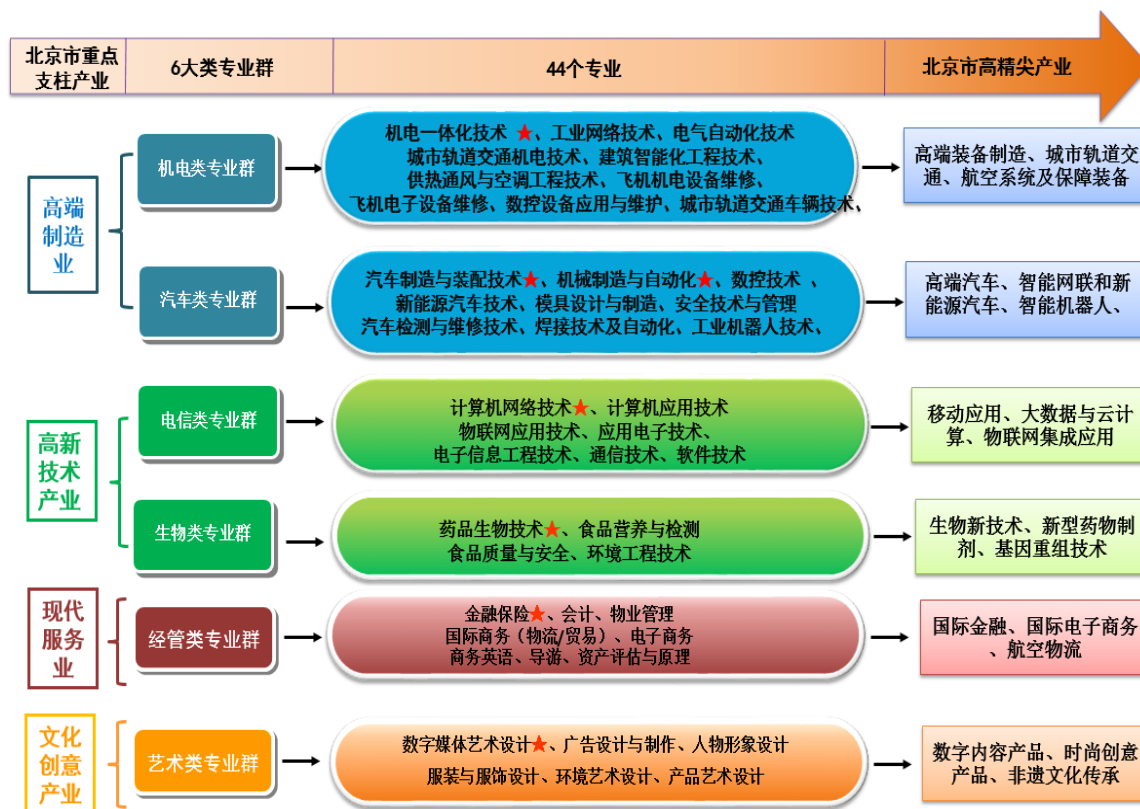 北京市重点
支柱产业
6大类专业群
44个专业
北京市高精尖产业
高端
制造
业
机电类专业群
机电一体化技术 ★、工业网络技术、电气自动化技术
城市轨道交通机电技术、建筑智能化工程技术、
供热通风与空调工程技术、飞机机电设备维修、
飞机电子设备维修、数控设备应用与维护、城市轨道交通车辆技术、
高端装备制造、城市轨道交
通、航空系统及保障装备
汽车类专业群
汽车制造与装配技术★、机械制造与自动化★、数控技术 、
新能源汽车技术、模具设计与制造、安全技术与管理
汽车检测与维修技术、焊接技术及自动化、工业机器人技术、
高端汽车、智能网联和新
能源汽车、智能机器人、
高新
技术
产业
电信类专业群
计算机网络技术★、计算机应用技术
物联网应用技术、应用电子技术、
电子信息工程技术、通信技术、软件技术
移动应用、大数据与云计
算、物联网集成应用
生物类专业群
药品生物技术★、食品营养与检测
食品质量与安全、环境工程技术
生物新技术、新型药物制
剂、基因重组技术
现代
服务
业
经管类专业群
金融保险★、会计、物业管理
国际商务（物流/贸易）、电子商务
商务英语、导游、资产评估与原理
国际金融、国际电子商务
、航空物流
文化
创意
产业
艺术类专业群
数字媒体艺术设计★、广告设计与制作、人物形象设计
服装与服饰设计、环境艺术设计、产品艺术设计
数字内容产品、时尚创意
产品、非遗文化传承